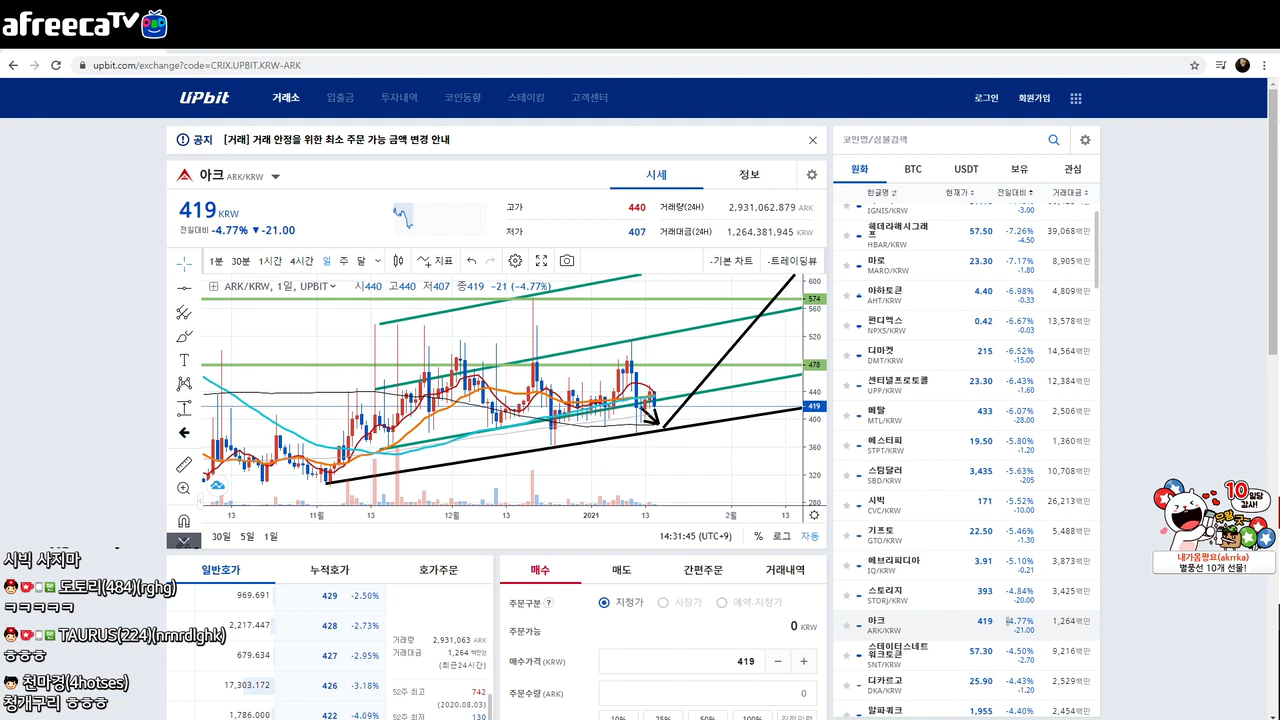 afreecaTV
upbit.com/exchange?code=CRIX.UPBIT.KRW-ARK
UPbit 거래소 입출금 투자내역 코인동향 스테이킹 고객센터 로그인 회원가입
공지 [거래] 거래 안정을 위한 최소 주문 가능 금액 변경 안내
아크 ARK/KRW 시세 정보
419 KRW
전일대비 -4.77% ▼-21.00
고가 440 거래량(24H) 2,931,062.879 ARK
저가 407 거래대금(24H) 1,264,381.945 KRW
1분 30분 1시간 4시간 일 주 달 지표 기본 차트 트레이딩뷰
ARK/KRW, 1일, UPBIT 시440 고440 저407 종419 -21 (-4.77%)
600
574
560
520
478
440
419
400
360
320
280
13 11월 13 12월 13 2021 13 2월 13
30일 5일 1일 14:31:45 (UTC+9) % 로그 자동
일반호가 누적호가 호가주문
969.691 429 -2.50%
2,217.447 428 -2.73%
679.634 427 -2.95%
17,303.172 426 -3.18%
1,786.000 422 -4.09%
거래량 2,931,063 ARK
거래대금 1,264 백만원
(최근24시간)
52주 최고 742
(2020.08.03)
52주 최저 130
매수 매도 간편주문 거래내역
주문구분 지정가 시장가 예약-지정가
주문가능 0 KRW
매수가격 (KRW) 419 − +
주문수량 (ARK) 0
10% 25% 50% 100% 직접입력
코인명/심볼검색
원화 BTC USDT 보유 관심
한글명 현재가 전일대비 거래대금
IGNIS/KRW -3.00
헤데라해시그래프 57.50 -7.26% 39,068백만
HBAR/KRW -4.50
마로 23.30 -7.17% 8,905백만
MARO/KRW -1.80
아하토큰 4.40 -6.98% 4,809백만
AHT/KRW -0.33
펀디엑스 0.42 -6.67% 13,578백만
NPXS/KRW -0.03
디마켓 215 -6.52% 14,564백만
DMT/KRW -15.00
센티널프로토콜 23.30 -6.43% 12,384백만
UPP/KRW -1.60
메탈 433 -6.07% 2,506백만
MTL/KRW -28.00
에스티피 19.50 -5.80% 1,360백만
STPT/KRW -1.20
스팀달러 3,435 -5.63% 10,708백만
SBD/KRW -205
시빅 171 -5.52% 26,213백만
CVC/KRW -10.00
기프토 22.50 -5.46% 5,488백만
GTO/KRW -1.30
에브리피디아 3.91 -5.10% 3,873백만
IQ/KRW -0.21
스토리지 393 -4.84% 3,425백만
STORJ/KRW -20.00
아크 419 -4.77% 1,264백만
ARK/KRW -21.00
스테이터스네트워크토큰 57.30 -4.50% 9,216백만
SNT/KRW -2.70
디카르고 25.90 -4.43% 2,529백만
DKA/KRW -1.20
알파쿼크 1,955 -4.40% 2,454백만
시빅 사지마
도토리(484)(rghg)
ㅋㅋㅋㅋㅋ
TAURUS(224)(nrnrdlghk)
ㅎㅎㅎ
천마경(4hotses)
청개구리 ㅎㅎㅎ
10
감사!
내가몸짱요(akrrka)
별풍선 10개 선물!